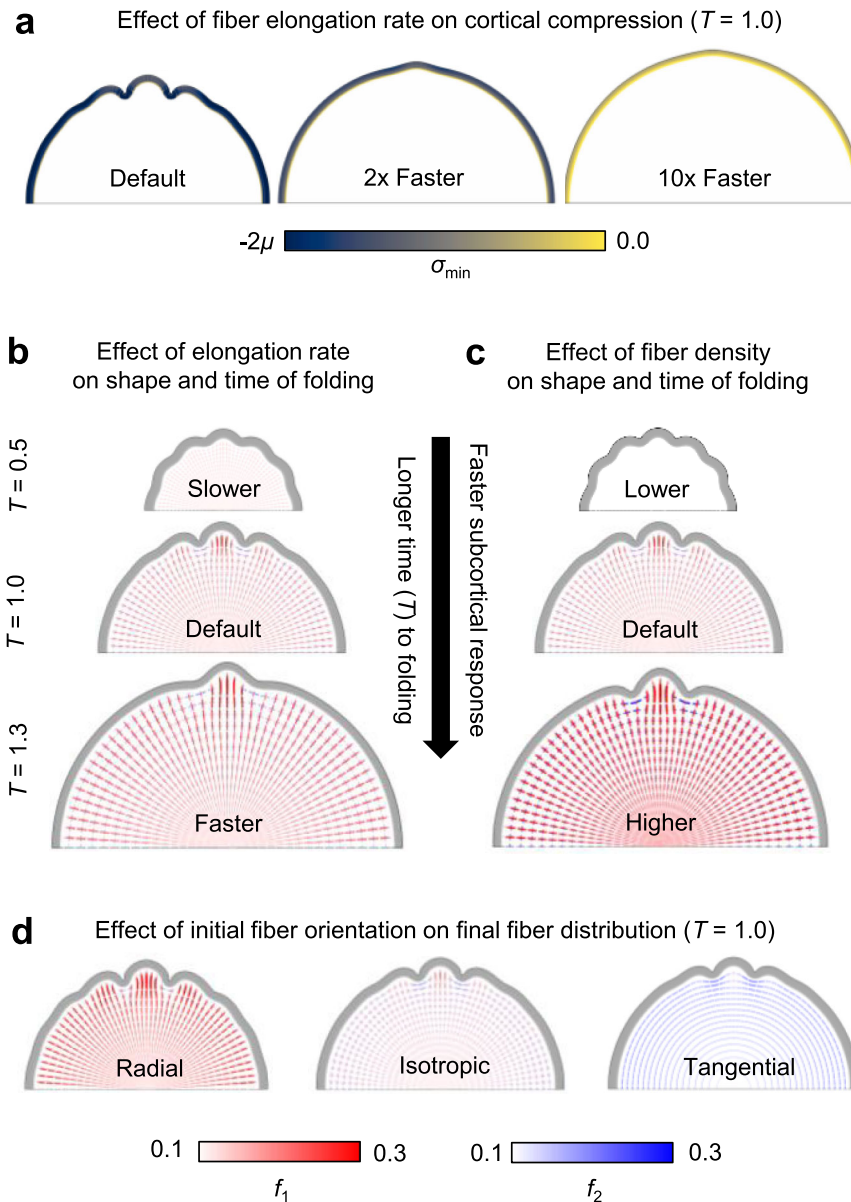 a
Effect of fiber elongation rate on cortical compression (T = 1.0)
Default
2x Faster
10x Faster
-2μ
0.0
σmin
b
Effect of elongation rate
on shape and time of folding
c
Effect of fiber density
on shape and time of folding
T = 0.5
Slower
T = 1.0
Default
T = 1.3
Faster
Faster subcortical response
Longer time (T) to folding
Lower
Default
Higher
d
Effect of initial fiber orientation on final fiber distribution (T = 1.0)
Radial
Isotropic
Tangential
0.1
0.3
f1
0.1
0.3
f2